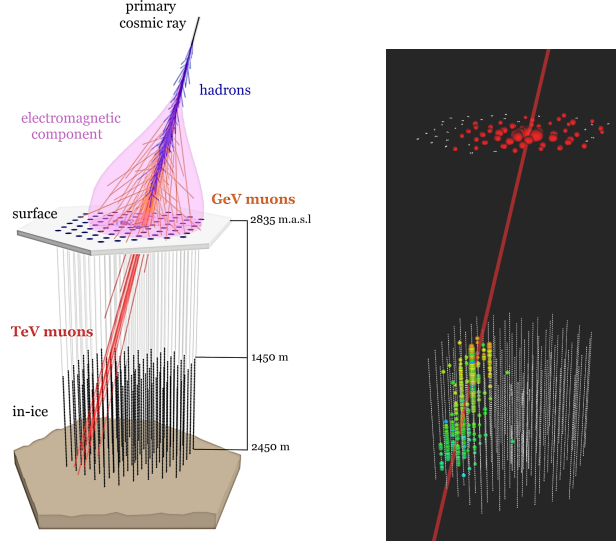 primary
cosmic ray
hadrons
electromagnetic
component
GeV muons
surface
2835 m.a.s.l
TeV muons
1450 m
in-ice
2450 m